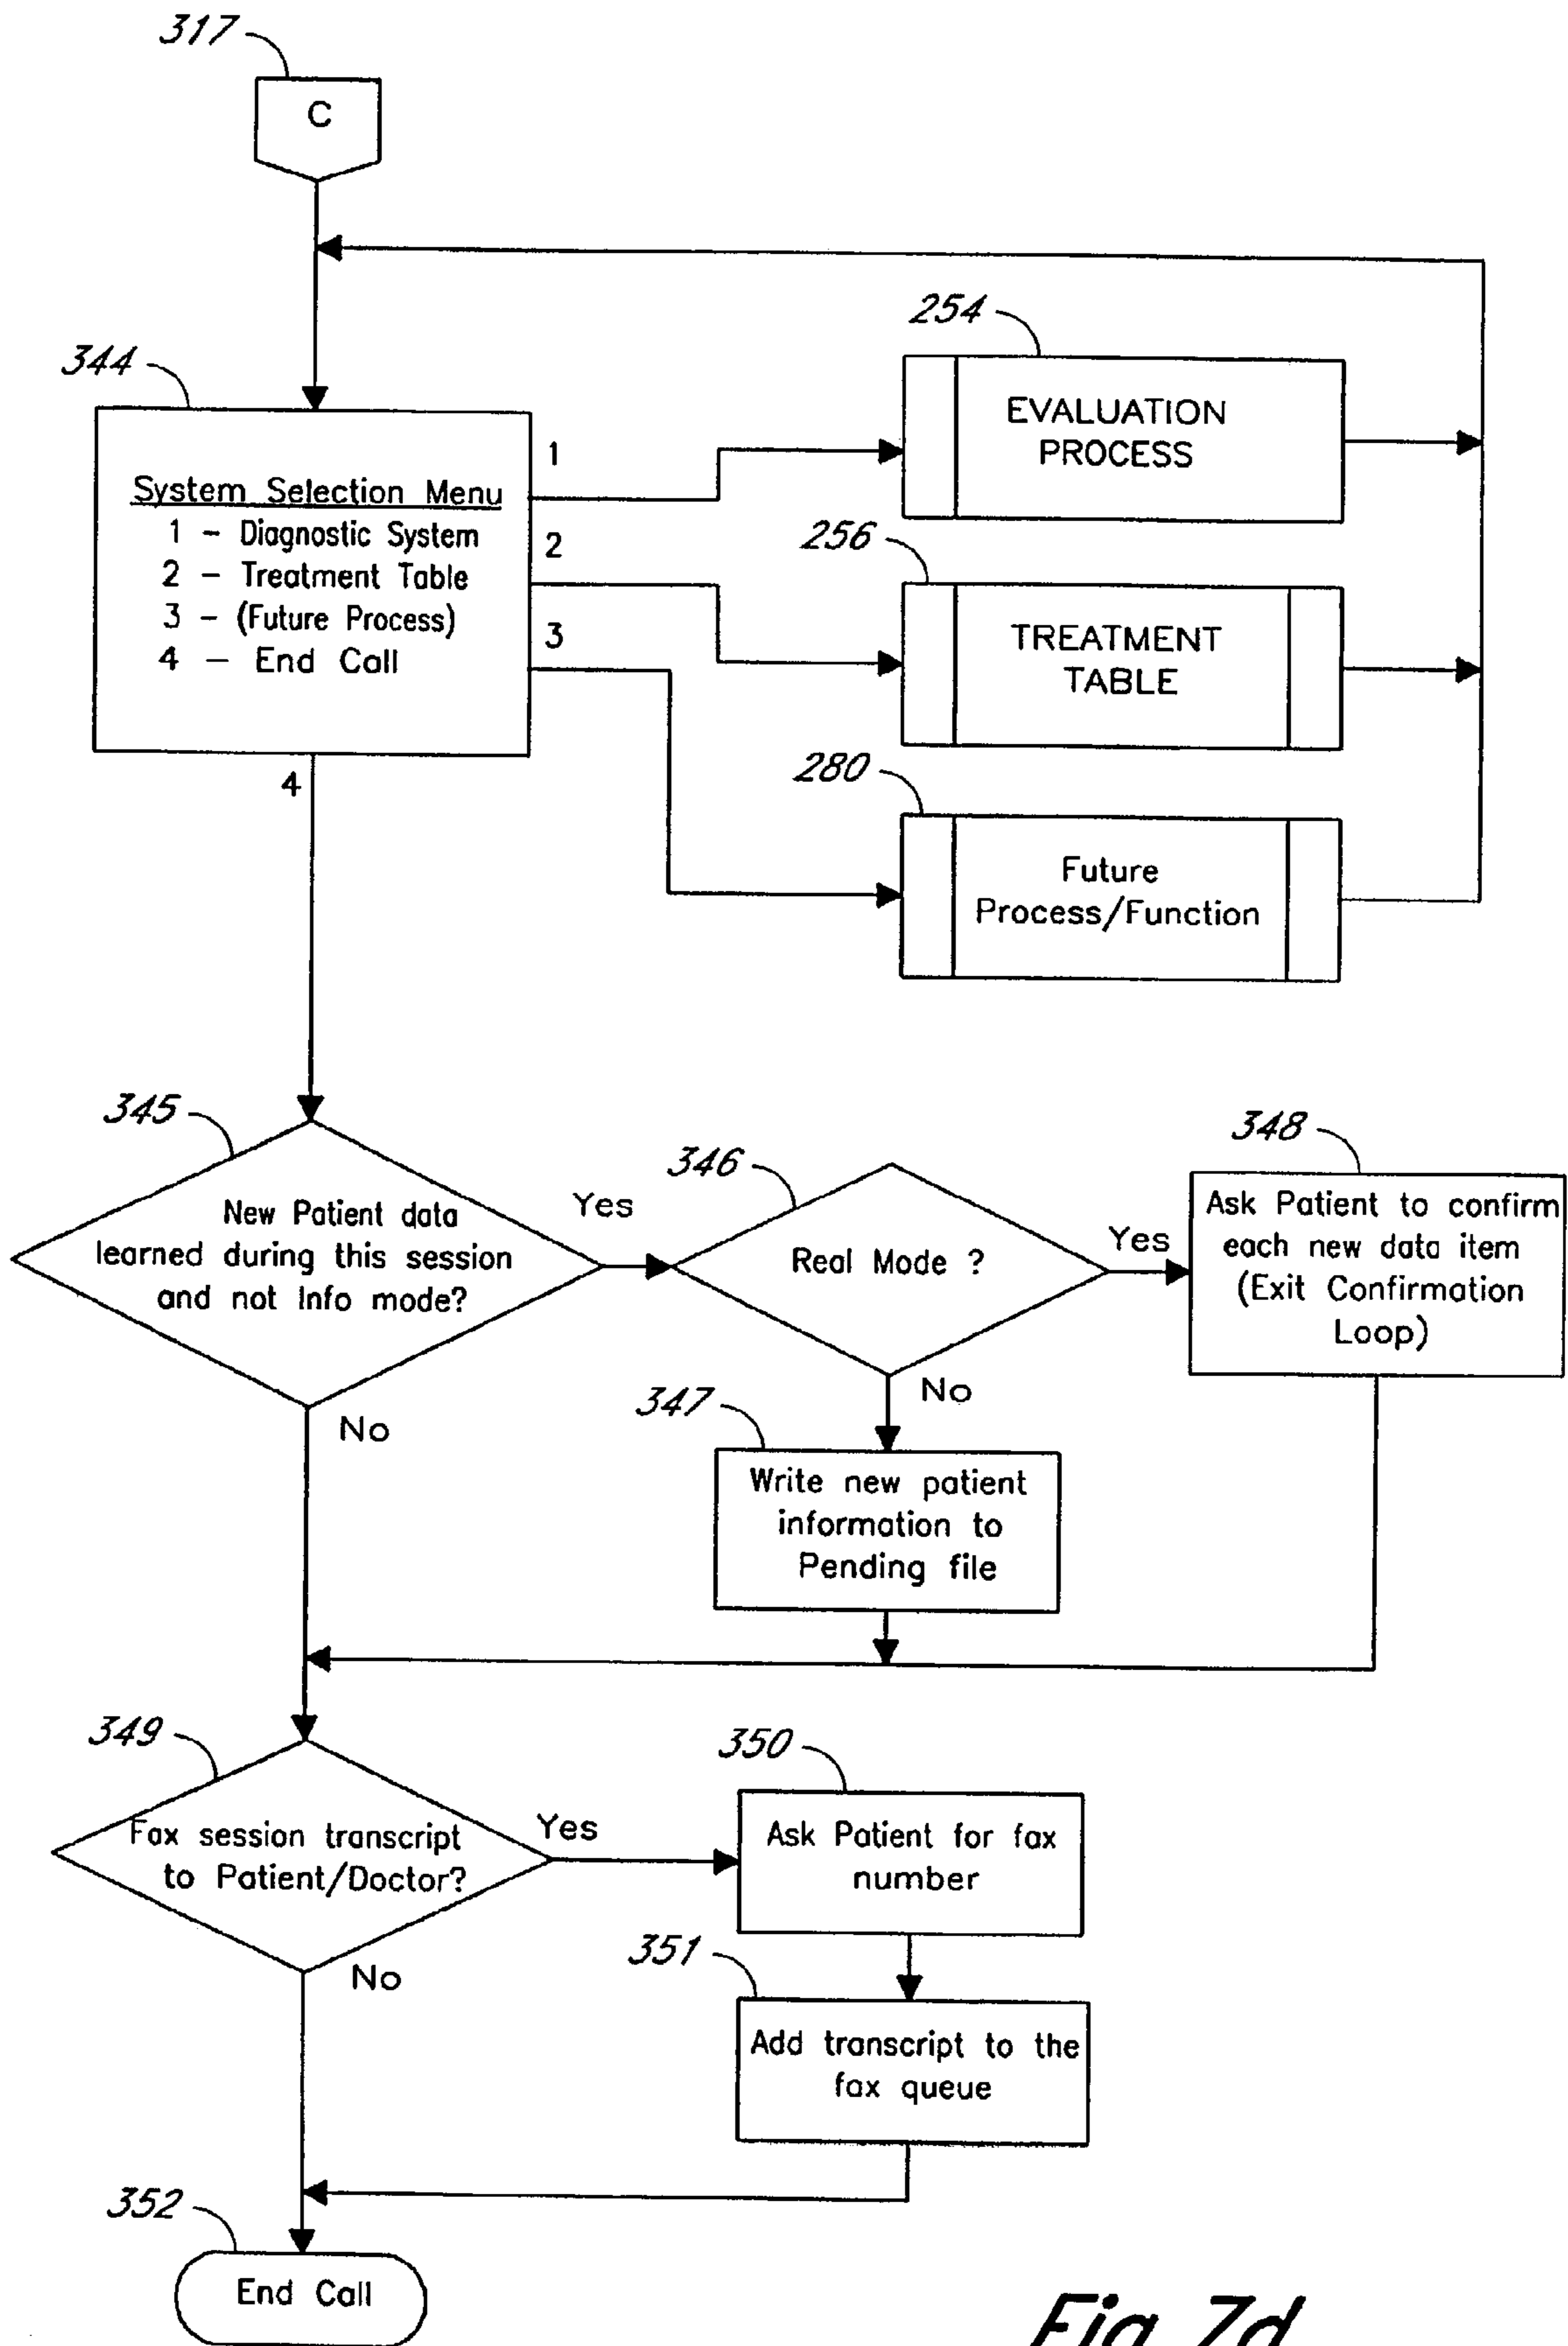 317
C
344
System Selection Menu
1 - Diagnostic System
2 - Treatment Table
3 - (Future Process)
4 - End Call
1
2
3
4
254
EVALUATION
PROCESS
256
TREATMENT
TABLE
280
Future
Process/Function
345
New Patient data
learned during this session
and not Info mode?
Yes
No
346
Real Mode ?
Yes
No
348
Ask Patient to confirm
each new data item
(Exit Confirmation
Loop)
347
Write new patient
information to
Pending file
349
Fax session transcript
to Patient/Doctor?
Yes
No
350
Ask Patient for fax
number
351
Add transcript to the
fax queue
352
End Call
Fig. 7d